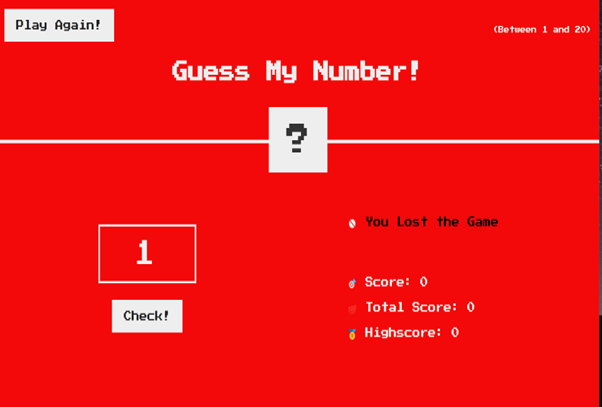 Play Again!
(Between 1 and 20)
Guess My Number!
?
1
Check!
You Lost the Game
Score: 0
Total Score: 0
Highscore: 0